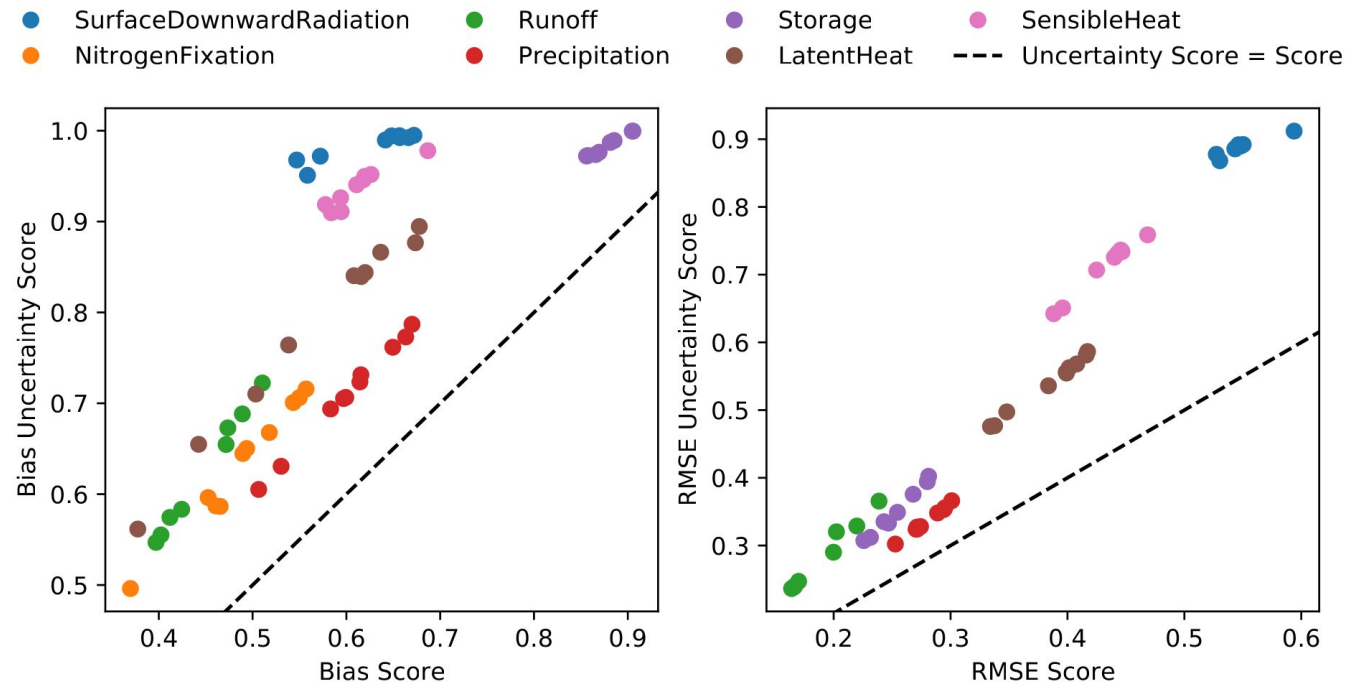 SurfaceDownwardRadiation
NitrogenFixation
Runoff
Precipitation
Storage
LatentHeat
SensibleHeat
Uncertainty Score = Score
Bias Uncertainty Score
1.0
0.9
0.8
0.7
0.6
0.5
0.4 0.5 0.6 0.7 0.8 0.9
Bias Score
RMSE Uncertainty Score
0.9
0.8
0.7
0.6
0.5
0.4
0.3
0.2 0.3 0.4 0.5 0.6
RMSE Score